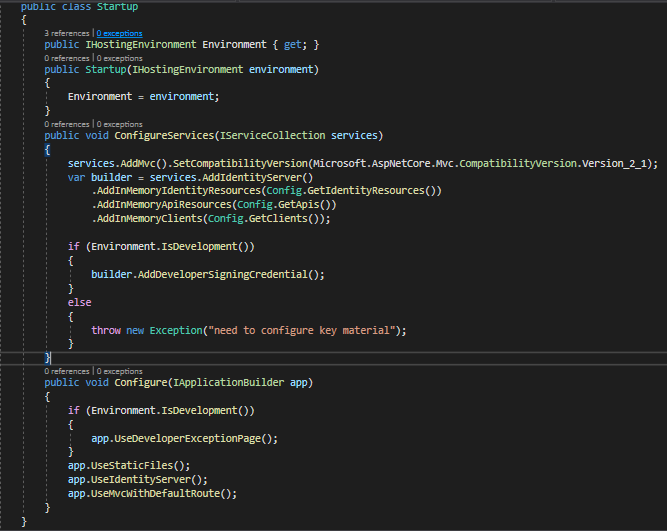 public class Startup
{
3 references | 0 exceptions
public IHostingEnvironment Environment { get; }
0 references | 0 exceptions
public Startup(IHostingEnvironment environment)
{
Environment = environment;
}
0 references | 0 exceptions
public void ConfigureServices(IServiceCollection services)
{
services.AddMvc().SetCompatibilityVersion(Microsoft.AspNetCore.Mvc.CompatibilityVersion.Version_2_1);
var builder = services.AddIdentityServer()
.AddInMemoryIdentityResources(Config.GetIdentityResources())
.AddInMemoryApiResources(Config.GetApis())
.AddInMemoryClients(Config.GetClients());
if (Environment.IsDevelopment())
{
builder.AddDeveloperSigningCredential();
}
else
{
throw new Exception("need to configure key material");
}
}
0 references | 0 exceptions
public void Configure(IApplicationBuilder app)
{
if (Environment.IsDevelopment())
{
app.UseDeveloperExceptionPage();
}
app.UseStaticFiles();
app.UseIdentityServer();
app.UseMvcWithDefaultRoute();
}
}